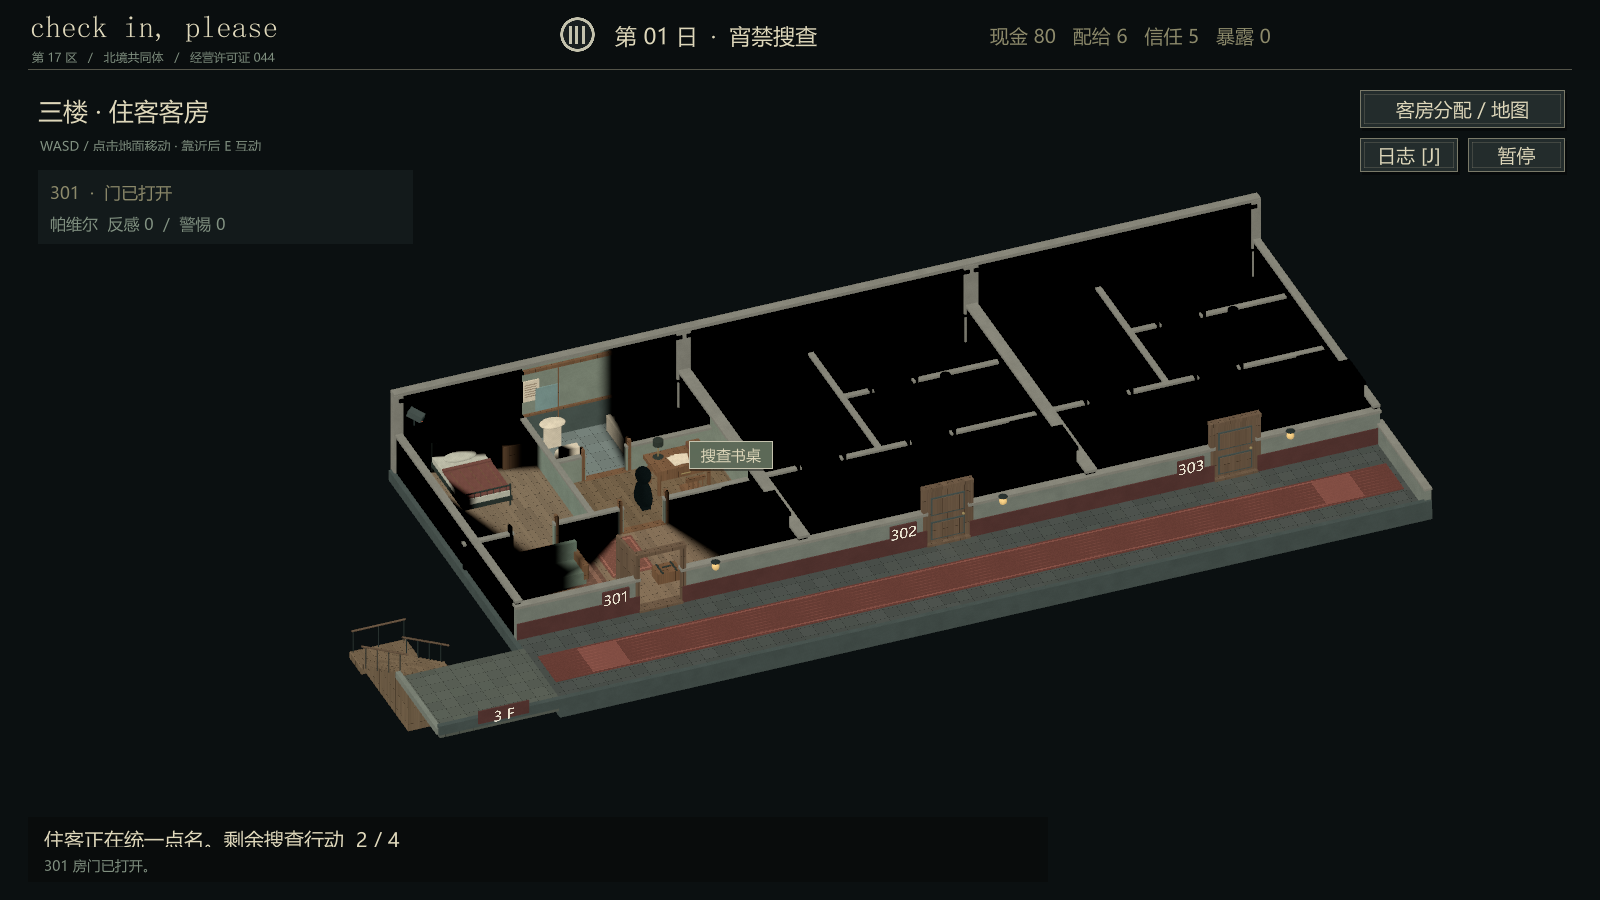 check in, please
第 17 区 / 北境共同体 / 经营许可证 044
第 01 日 · 宵禁搜查
现金 80 配给 6 信任 5 暴露 0
三楼 · 住客客房
WASD / 点击地面移动 · 靠近后 E 互动
301 · 门已打开
帕维尔 反感 0 / 警惕 0
客房分配 / 地图
日志 [J]
暂停
搜查书桌
303
302
301
3 F
住客正在统一点名。剩余搜查行动 2 / 4
301 房门已打开。